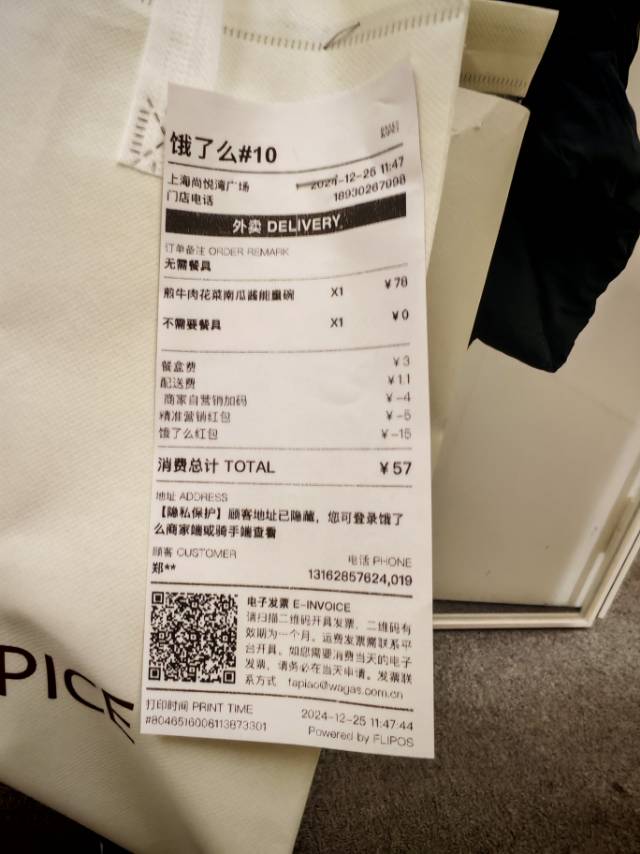 饿了么#10
上海尚悦湾广场 2024-12-25 11:47
门店电话 18930267998
外卖 DELIVERY
订单备注 ORDER REMARK
无需餐具
煎牛肉花菜南瓜酱能量碗 X1 ￥78
不需要餐具 X1 ￥0
餐盒费 ￥3
配送费 ￥1.1
商家自营销加码 ￥-4
精准营销红包 ￥-5
饿了么红包 ￥-15
消费总计 TOTAL ￥57
地址 ADDRESS
【隐私保护】顾客地址已隐藏，您可登录饿了
么商家端或骑手端查看
顾客 CUSTOMER 电话 PHONE
郑** 13162857624,019
电子发票 E-INVOICE
请扫描二维码开具发票，二维码有
效期为一个月。运费发票需联系平
台开具。如您需要消费当天的电子
发票，请务必在当天申请。发票联
系方式 fapiao@wagas.com.cn
打印时间 PRINT TIME 2024-12-25 11:47:44
#8046516006113873301 Powered by FLIPOS
PICE